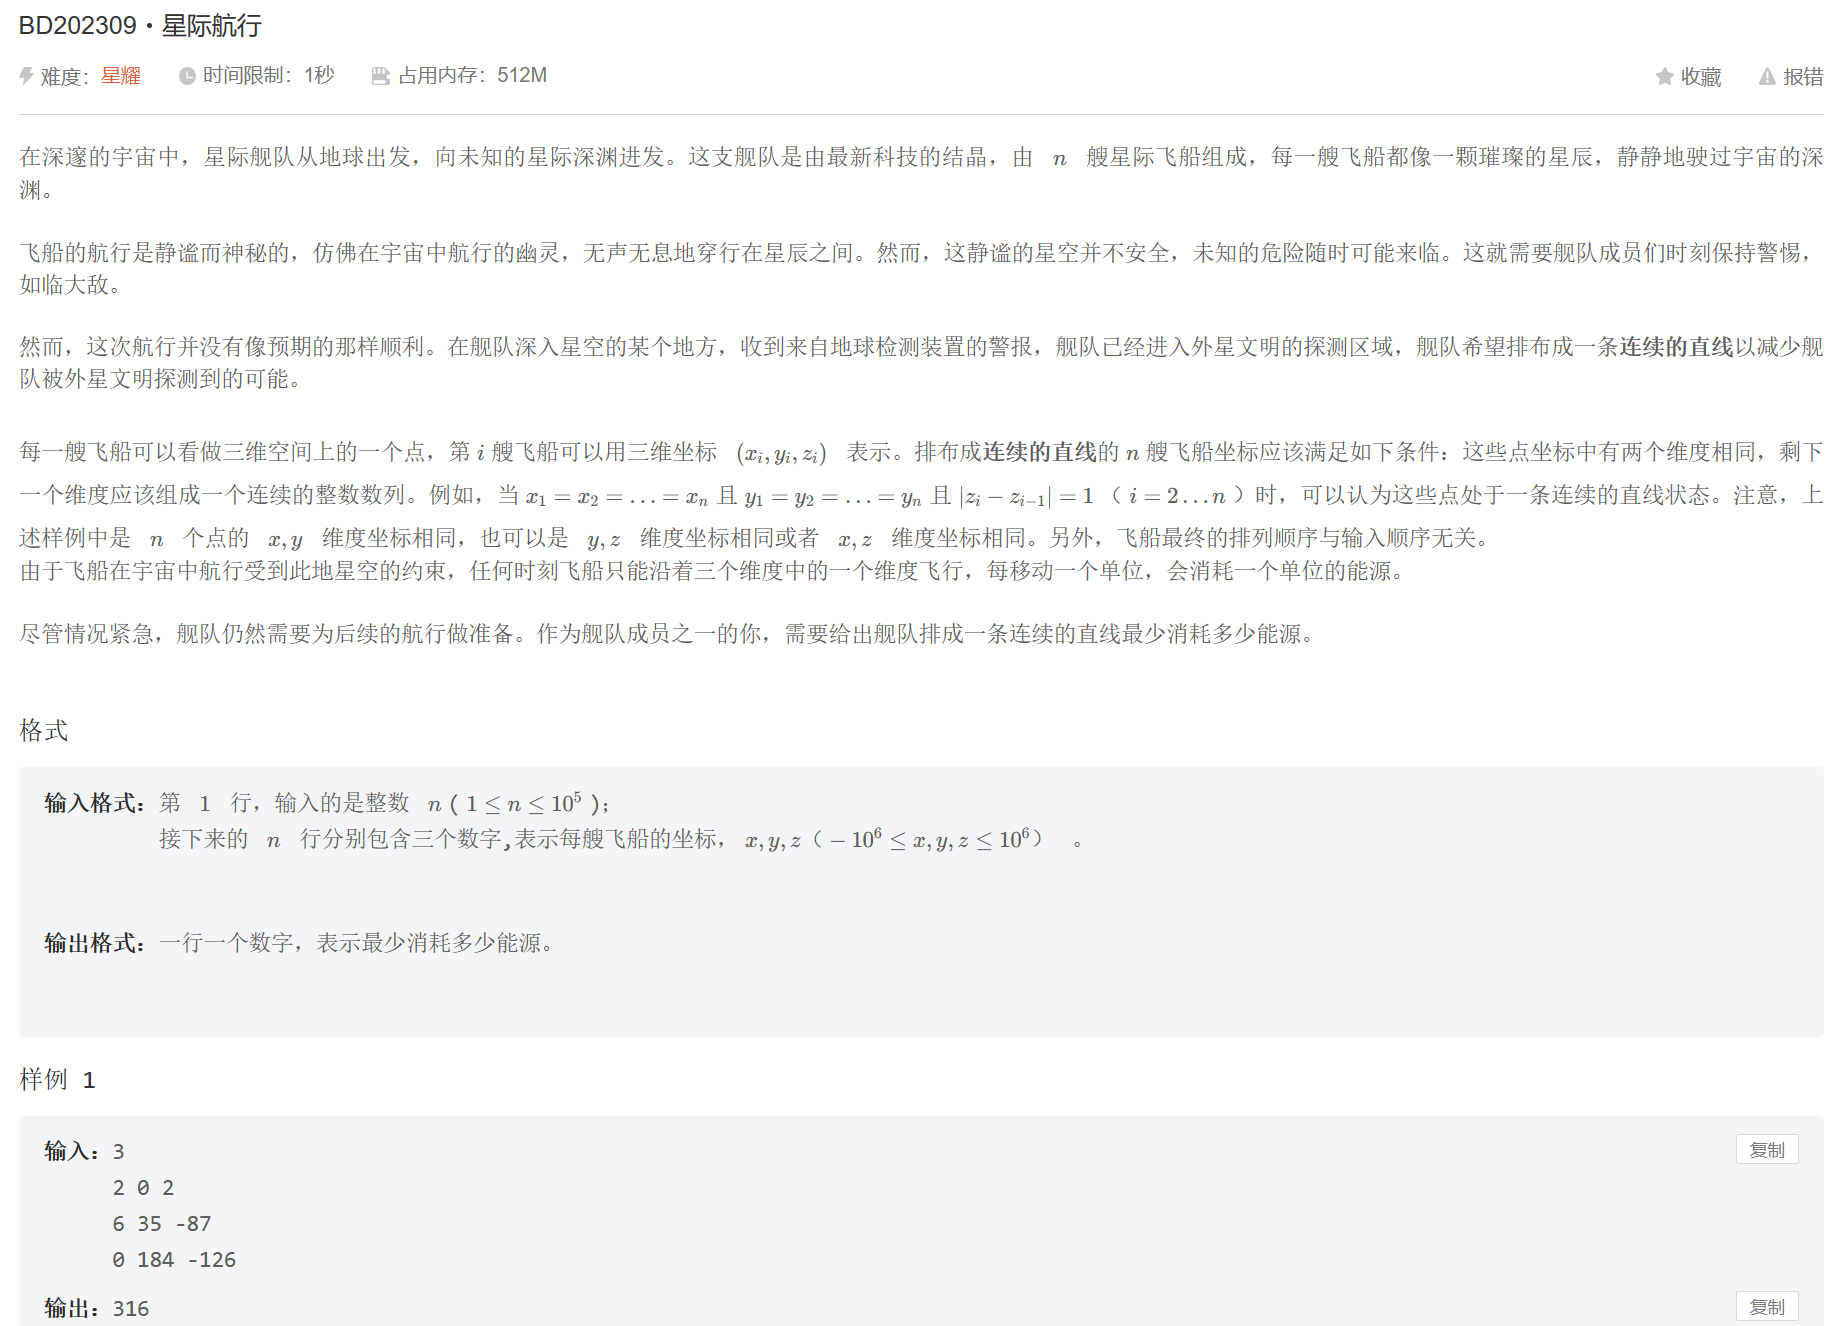 BD202309・星际航行
难度：星耀 时间限制：1秒 占用内存：512M 收藏 报错
在深邃的宇宙中，星际舰队从地球出发，向未知的星际深渊进发。这支舰队是由最新科技的结晶，由 n 艘星际飞船组成，每一艘飞船都像一颗璀璨的星辰，静静地驶过宇宙的深
渊。
飞船的航行是静谧而神秘的，仿佛在宇宙中航行的幽灵，无声无息地穿行在星辰之间。然而，这静谧的星空并不安全，未知的危险随时可能来临。这就需要舰队成员们时刻保持警惕，
如临大敌。
然而，这次航行并没有像预期的那样顺利。在舰队深入星空的某个地方，收到来自地球检测装置的警报，舰队已经进入外星文明的探测区域，舰队希望排布成一条连续的直线以减少舰
队被外星文明探测到的可能。
每一艘飞船可以看做三维空间上的一个点，第 i 艘飞船可以用三维坐标 (x_i, y_i, z_i) 表示。排布成连续的直线的 n 艘飞船坐标应该满足如下条件：这些点坐标中有两个维度相同，剩下
一个维度应该组成一个连续的整数数列。例如，当 x_1 = x_2 = … = x_n 且 y_1 = y_2 = … = y_n 且 |z_i − z_{i−1}| = 1 （ i = 2…n ）时，可以认为这些点处于一条连续的直线状态。注意，上
述样例中是 n 个点的 x, y 维度坐标相同，也可以是 y, z 维度坐标相同或者 x, z 维度坐标相同。另外，飞船最终的排列顺序与输入顺序无关。
由于飞船在宇宙中航行受到此地星空的约束，任何时刻飞船只能沿着三个维度中的一个维度飞行，每移动一个单位，会消耗一个单位的能源。
尽管情况紧急，舰队仍然需要为后续的航行做准备。作为舰队成员之一的你，需要给出舰队排成一条连续的直线最少消耗多少能源。
格式
输入格式：第 1 行，输入的是整数 n ( 1 ≤ n ≤ 10^5 )；
接下来的 n 行分别包含三个数字,表示每艘飞船的坐标， x, y, z（ − 10^6 ≤ x, y, z ≤ 10^6） 。
输出格式：一行一个数字，表示最少消耗多少能源。
样例 1
输入：3 复制
2 0 2
6 35 -87
0 184 -126
输出：316 复制